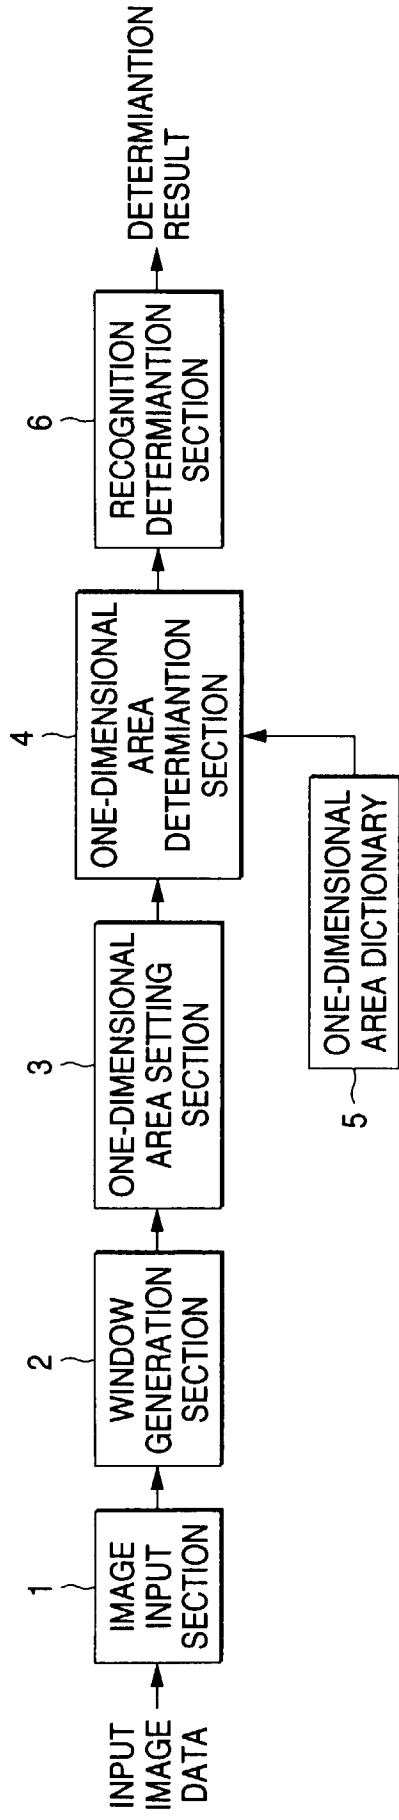 INPUT
IMAGE
DATA
1
IMAGE
INPUT
SECTION
2
WINDOW
GENERATION
SECTION
3
ONE-DIMENSIONAL
AREA SETTING
SECTION
4
ONE-DIMENSIONAL
AREA
DETERMIANTION
SECTION
5
ONE-DIMENSIONAL
AREA DICTIONARY
6
RECOGNITION
DETERMIANTION
SECTION
DETERMIANTION
RESULT